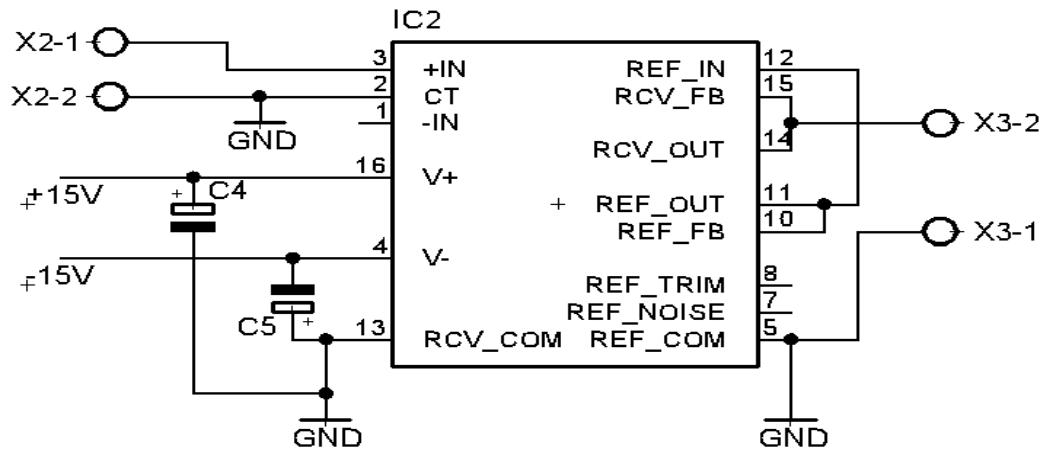 IC2
X2-1
3
+IN
REF_IN
12
X2-2
2
CT
RCV_FB
15
1
-IN
X3-2
GND
RCV_OUT
14
16
V+
+15V
+
C4
+
REF_OUT
11
REF_FB
10
X3-1
4
V-
-15V
REF_TRIM
8
REF_NOISE
7
C5
+
13
RCV_COM
REF_COM
5
GND
GND